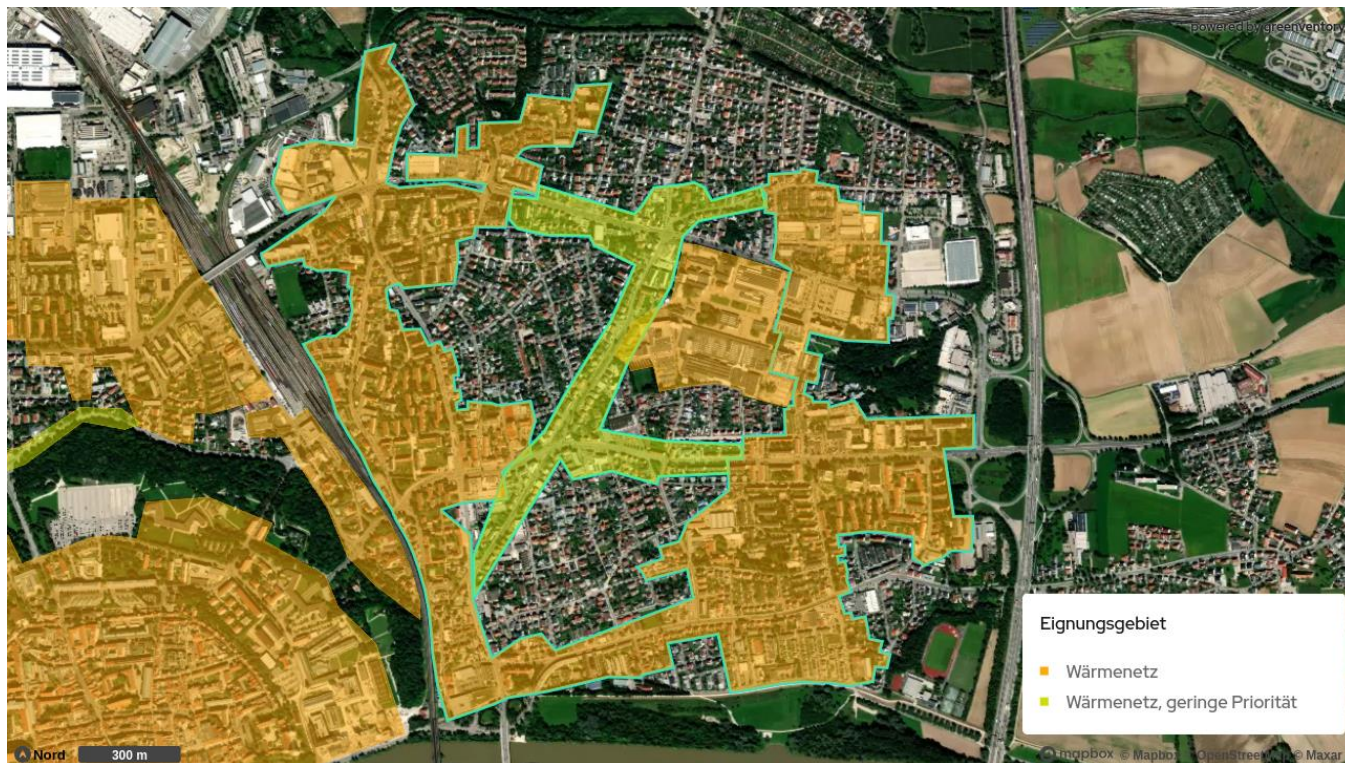 powered by greenventory
Eignungsgebiet
Wärmenetz
Wärmenetz, geringe Priorität
Nord
300 m
mapbox © Mapbox © OpenStreetMap © Maxar